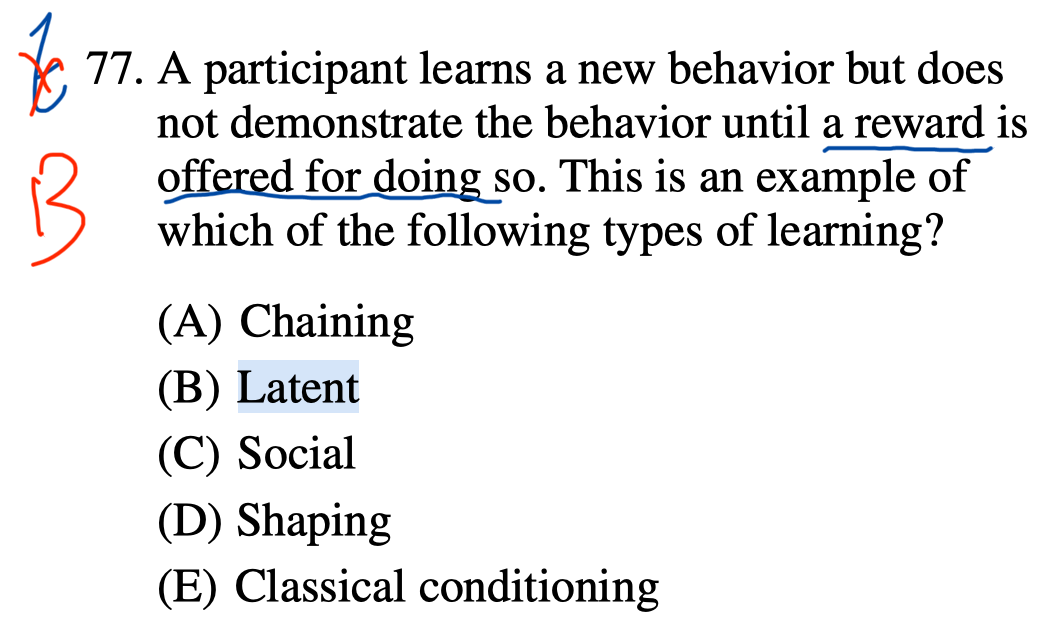 77. A participant learns a new behavior but does
not demonstrate the behavior until a reward is
offered for doing so. This is an example of
which of the following types of learning?
B
(A) Chaining
(B) Latent
(C) Social
(D) Shaping
(E) Classical conditioning